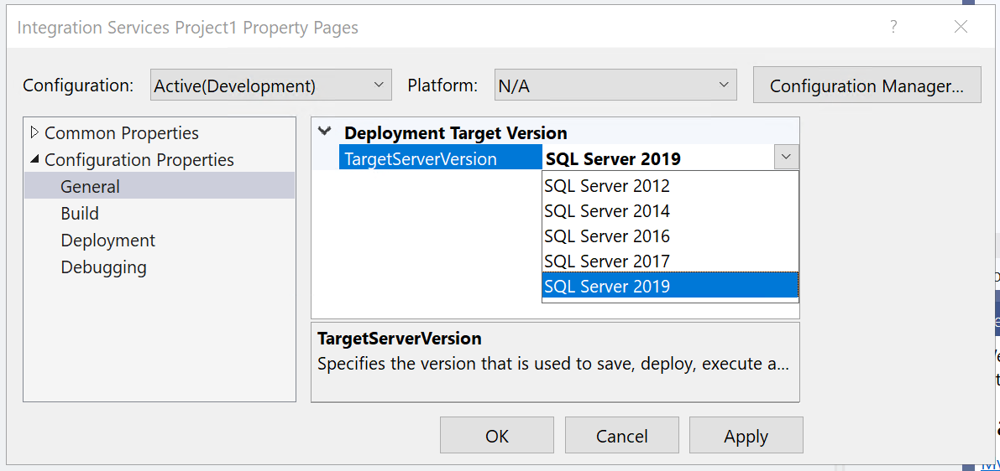 Integration Services Project1 Property Pages
Configuration: Active(Development) Platform: N/A Configuration Manager...
Common Properties
Configuration Properties
General
Build
Deployment
Debugging
Deployment Target Version
TargetServerVersion SQL Server 2019
SQL Server 2012
SQL Server 2014
SQL Server 2016
SQL Server 2017
SQL Server 2019
TargetServerVersion
Specifies the version that is used to save, deploy, execute a...
OK Cancel Apply